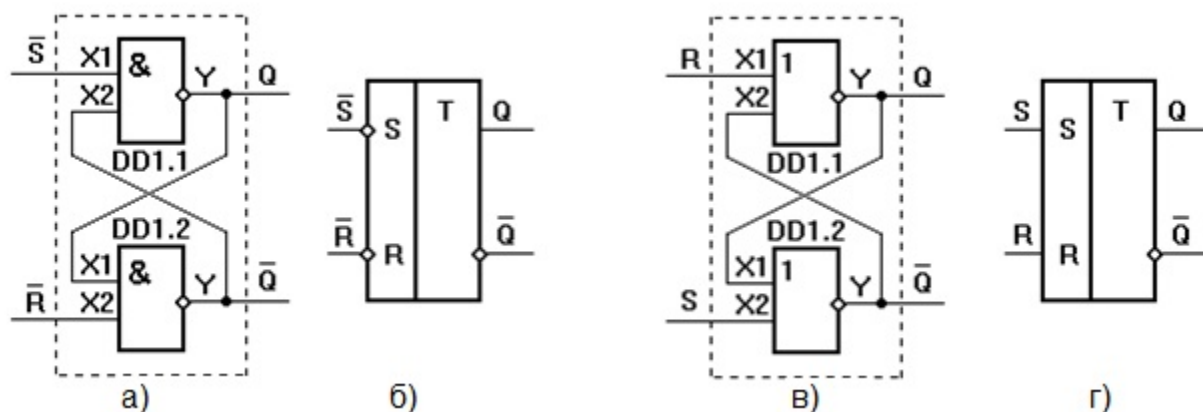 S̅ X1 & Y Q
X2
DD1.1
DD1.2
X1 & Y Q̅
R̅ X2
а)
S̅ S T Q
R̅ R Q̅
б)
R X1 1 Y Q
X2
DD1.1
DD1.2
X1 1 Y Q̅
S X2
в)
S S T Q
R R Q̅
г)